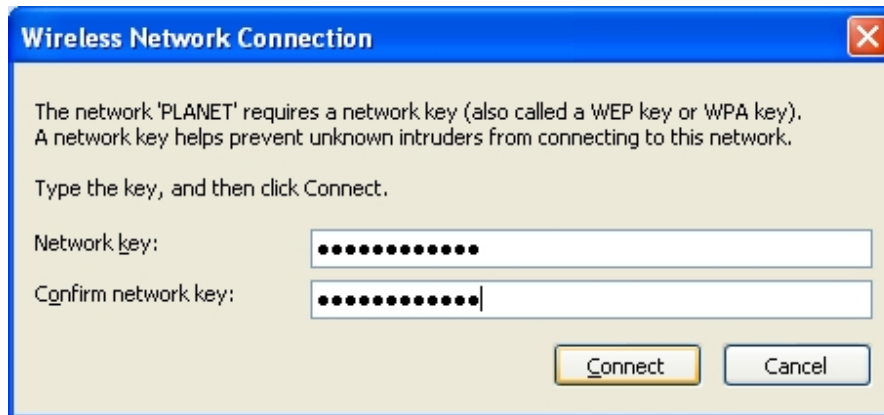 Wireless Network Connection
The network 'PLANET' requires a network key (also called a WEP key or WPA key).
A network key helps prevent unknown intruders from connecting to this network.
Type the key, and then click Connect.
Network key: ••••••••••••
Confirm network key: ••••••••••••
Connect Cancel